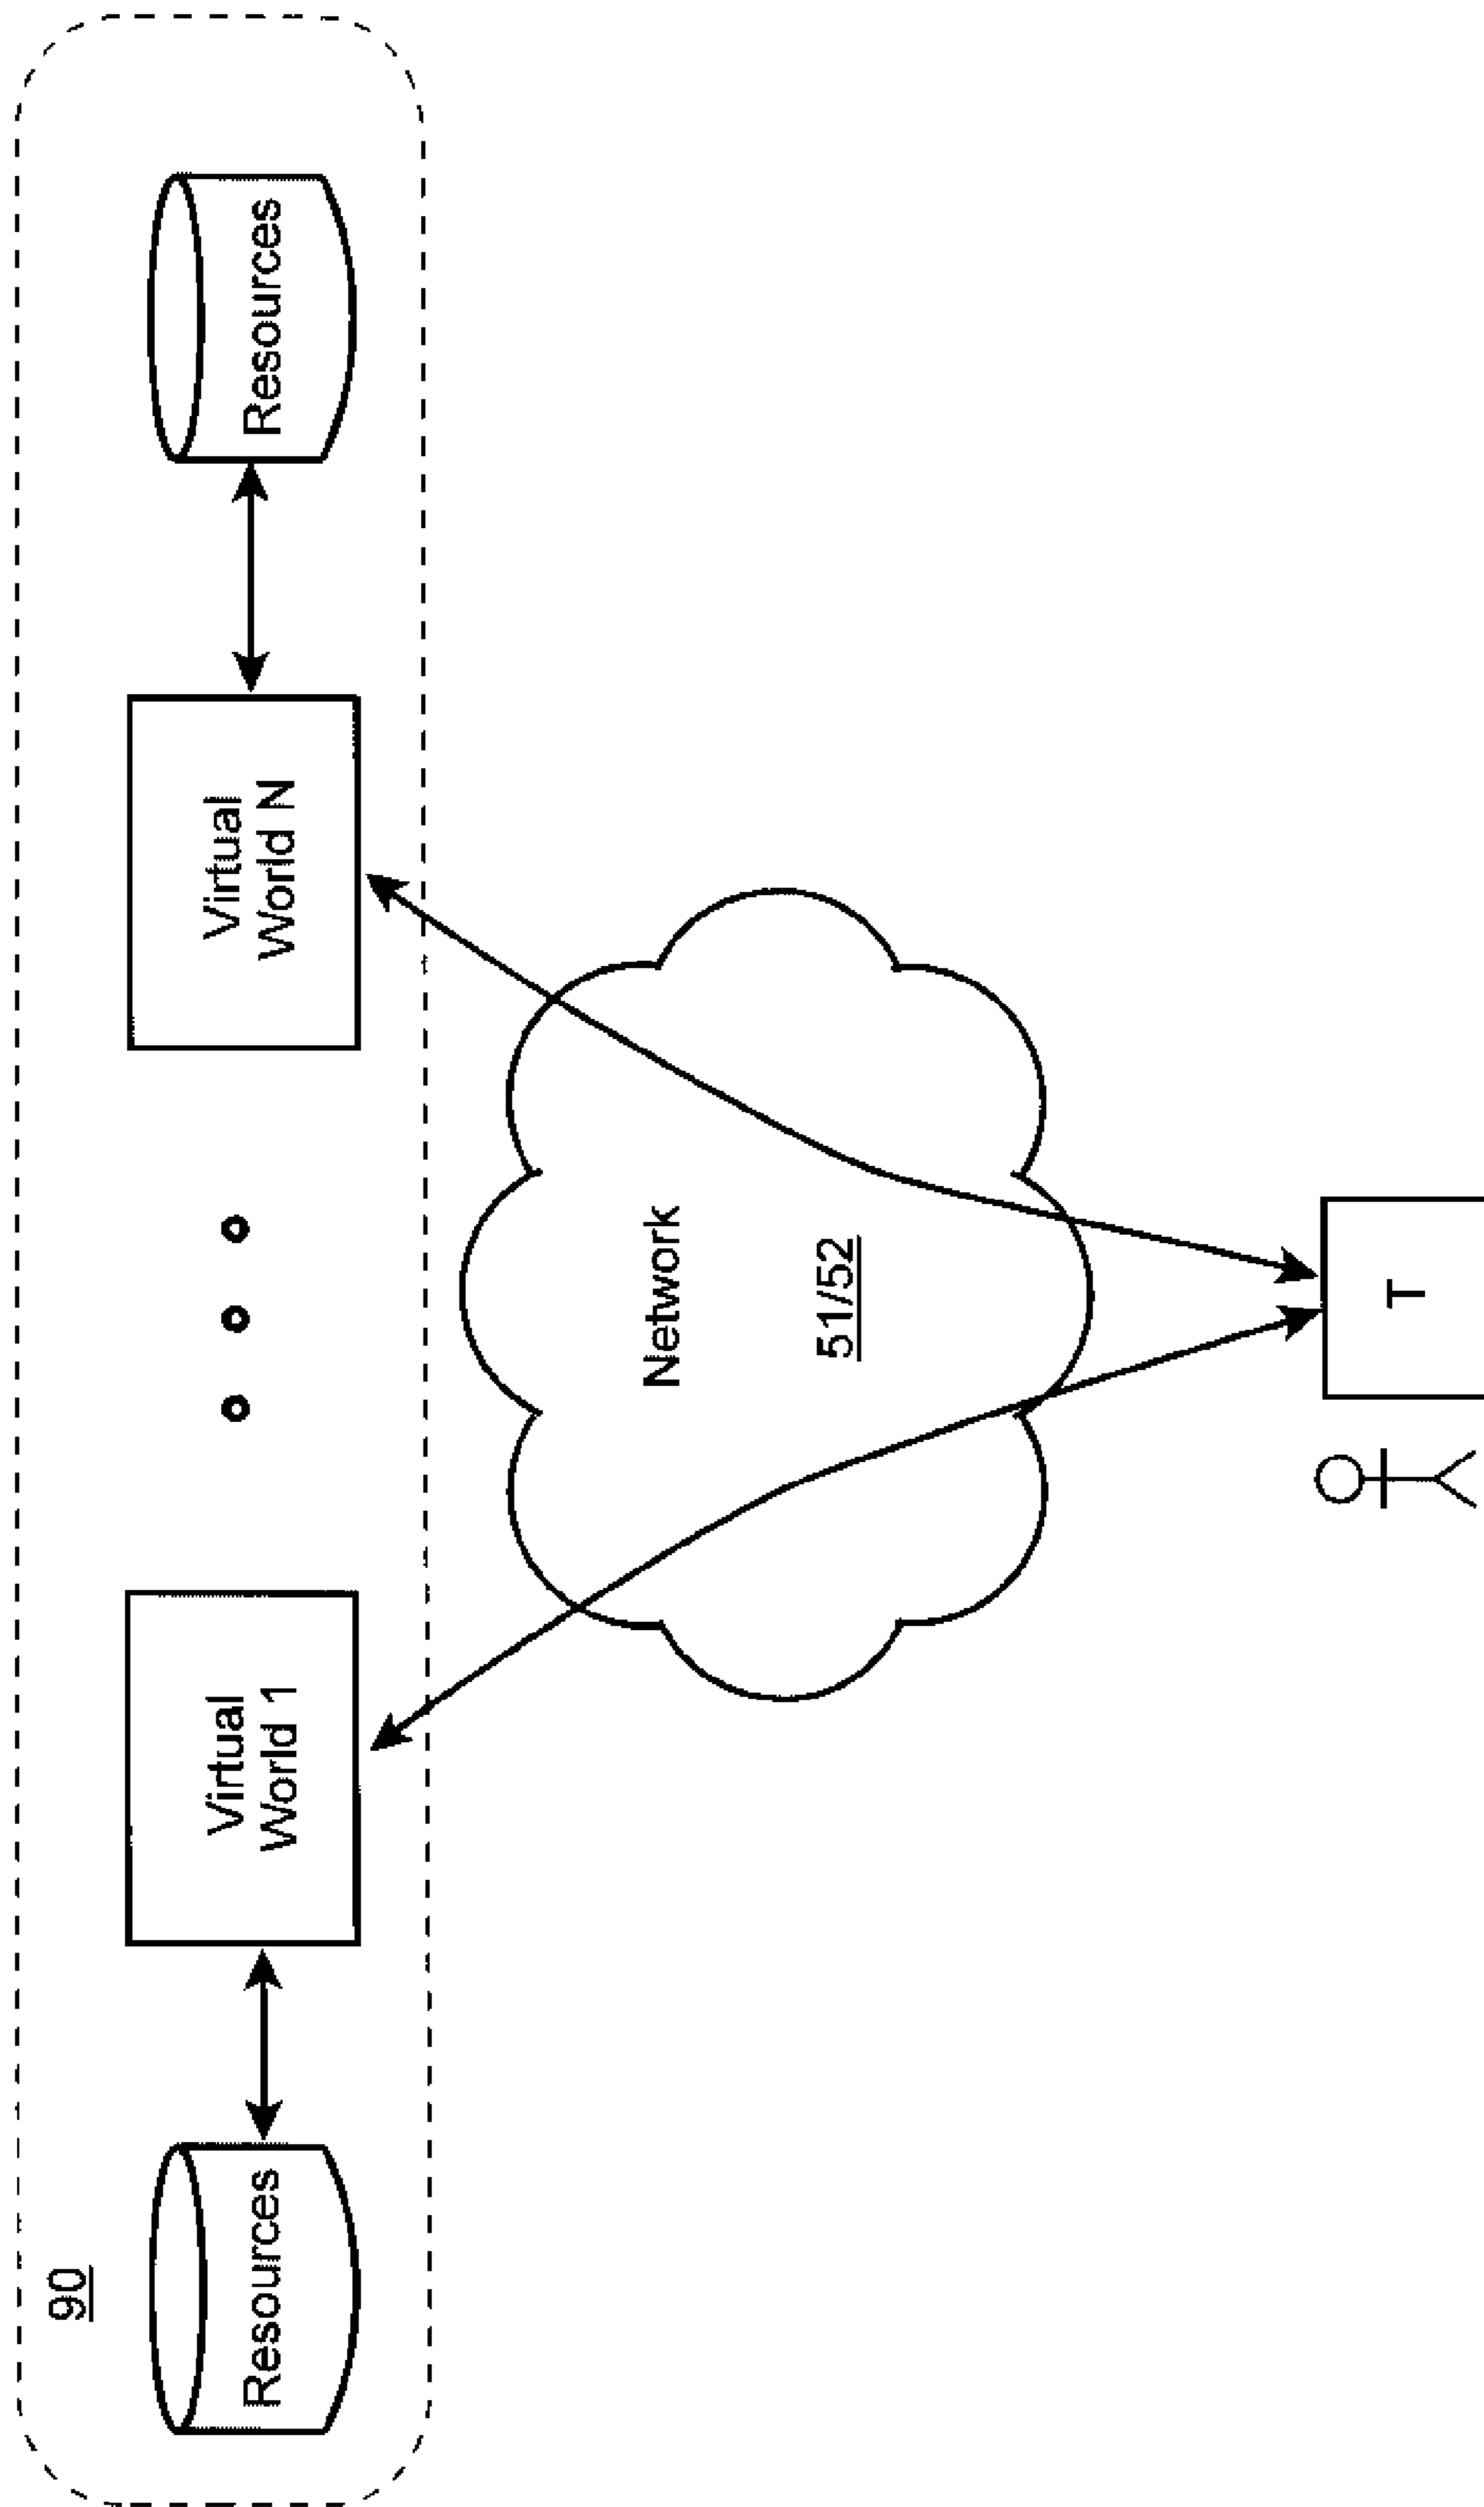 90
Resources
Virtual
World 1
Virtual
World N
Resources
Network
51/52
T